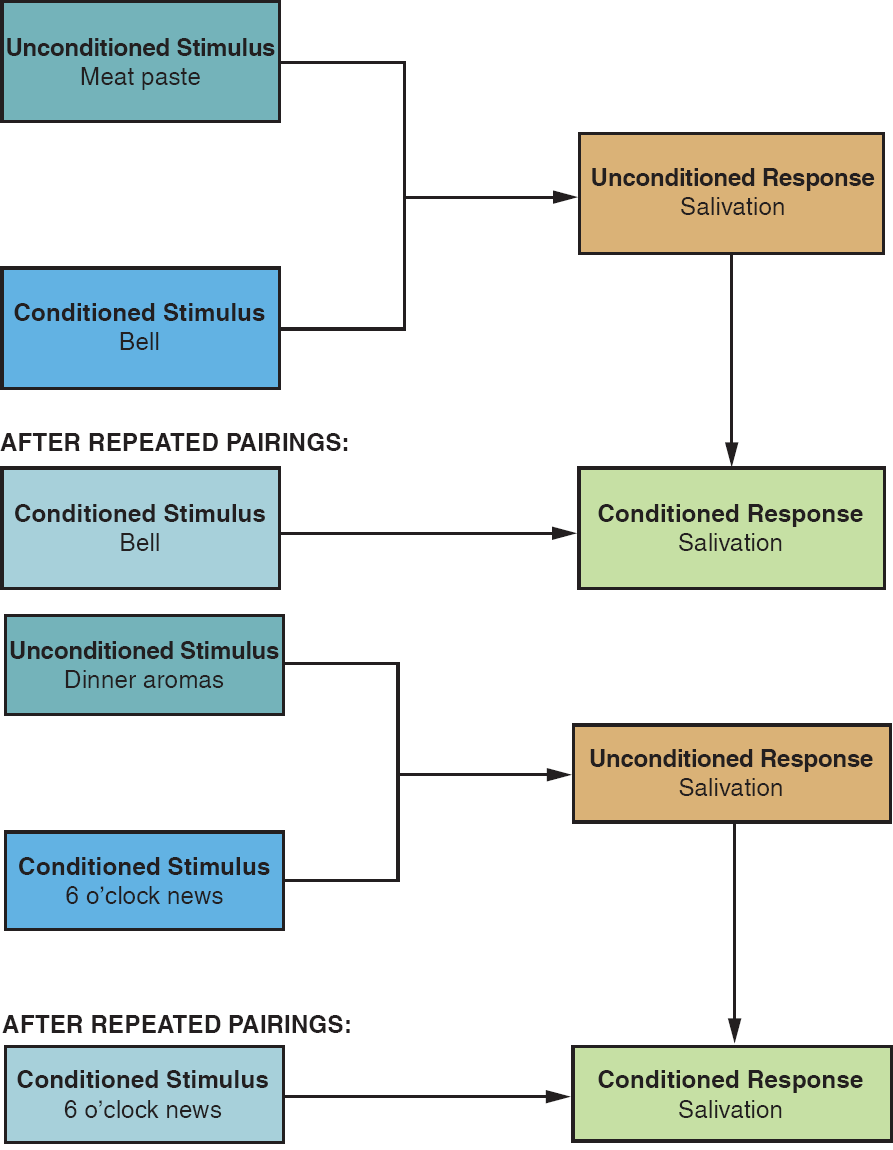 Unconditioned Stimulus
Meat paste
Unconditioned Response
Salivation
Conditioned Stimulus
Bell
AFTER REPEATED PAIRINGS:
Conditioned Stimulus
Bell
Conditioned Response
Salivation
Unconditioned Stimulus
Dinner aromas
Unconditioned Response
Salivation
Conditioned Stimulus
6 o’clock news
AFTER REPEATED PAIRINGS:
Conditioned Stimulus
6 o’clock news
Conditioned Response
Salivation